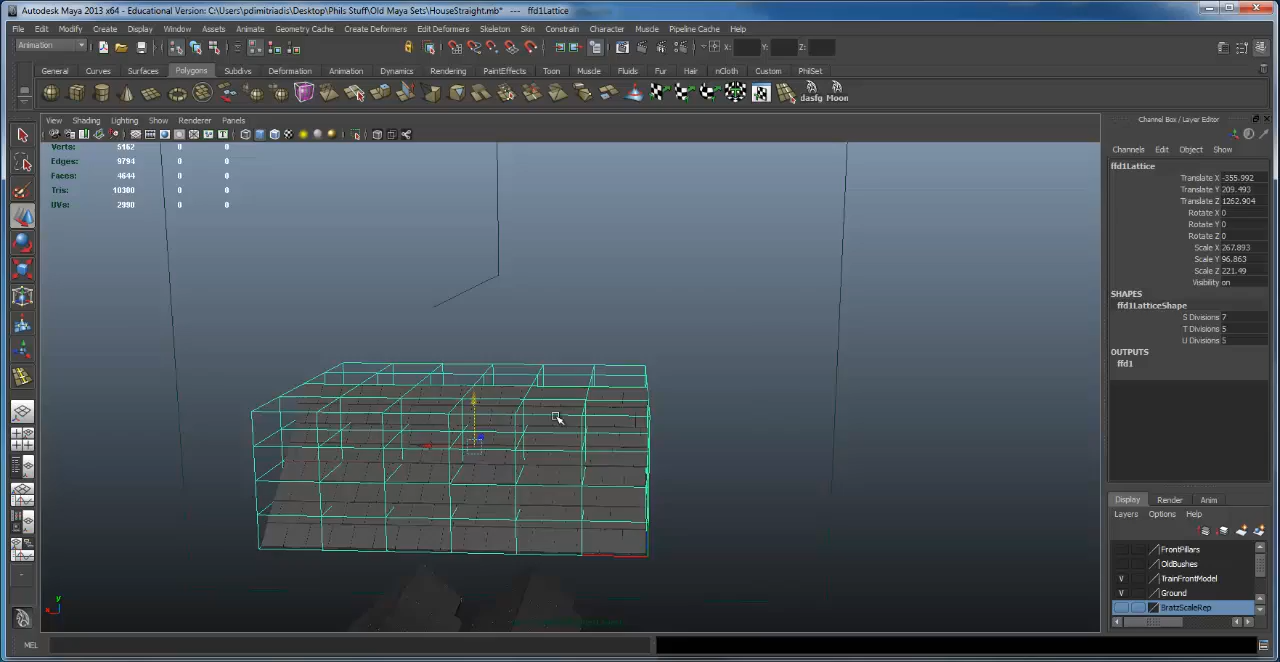 Autodesk Maya 2013 x64 - Educational Version: C:\Users\pdimitriadis\Desktop\Phils Stuff\Old Maya Sets\HouseStraight.mb* --- ffd1Lattice
File Edit Modify Create Display Window Assets Animate Geometry Cache Create Deformers Edit Deformers Skeleton Skin Constrain Character Muscle Pipeline Cache Help
Animation X: Y: Z:
General Curves Surfaces Polygons Subdivs Deformation Animation Dynamics Rendering PaintEffects Toon Muscle Fluids Fur Hair nCloth Custom PhilSet
dasfg Moon
View Shading Lighting Show Renderer Panels
Verts: 5162 0 0
Edges: 9794 0 0
Faces: 4644 0 0
Tris: 10300 0 0
UVs: 2990 0 0
y
x
Channel Box / Layer Editor
Channels Edit Object Show
ffd1Lattice
Translate X -355.992
Translate Y 209.493
Translate Z 1262.904
Rotate X 0
Rotate Y 0
Rotate Z 0
Scale X 267.893
Scale Y 96.863
Scale Z 221.49
Visibility on
SHAPES
ffd1LatticeShape
S Divisions 7
T Divisions 5
U Divisions 5
OUTPUTS
ffd1
Display Render Anim
Layers Options Help
FrontPillars
OldBushes
V TrainFrontModel
V Ground
BratzScaleRep
MEL